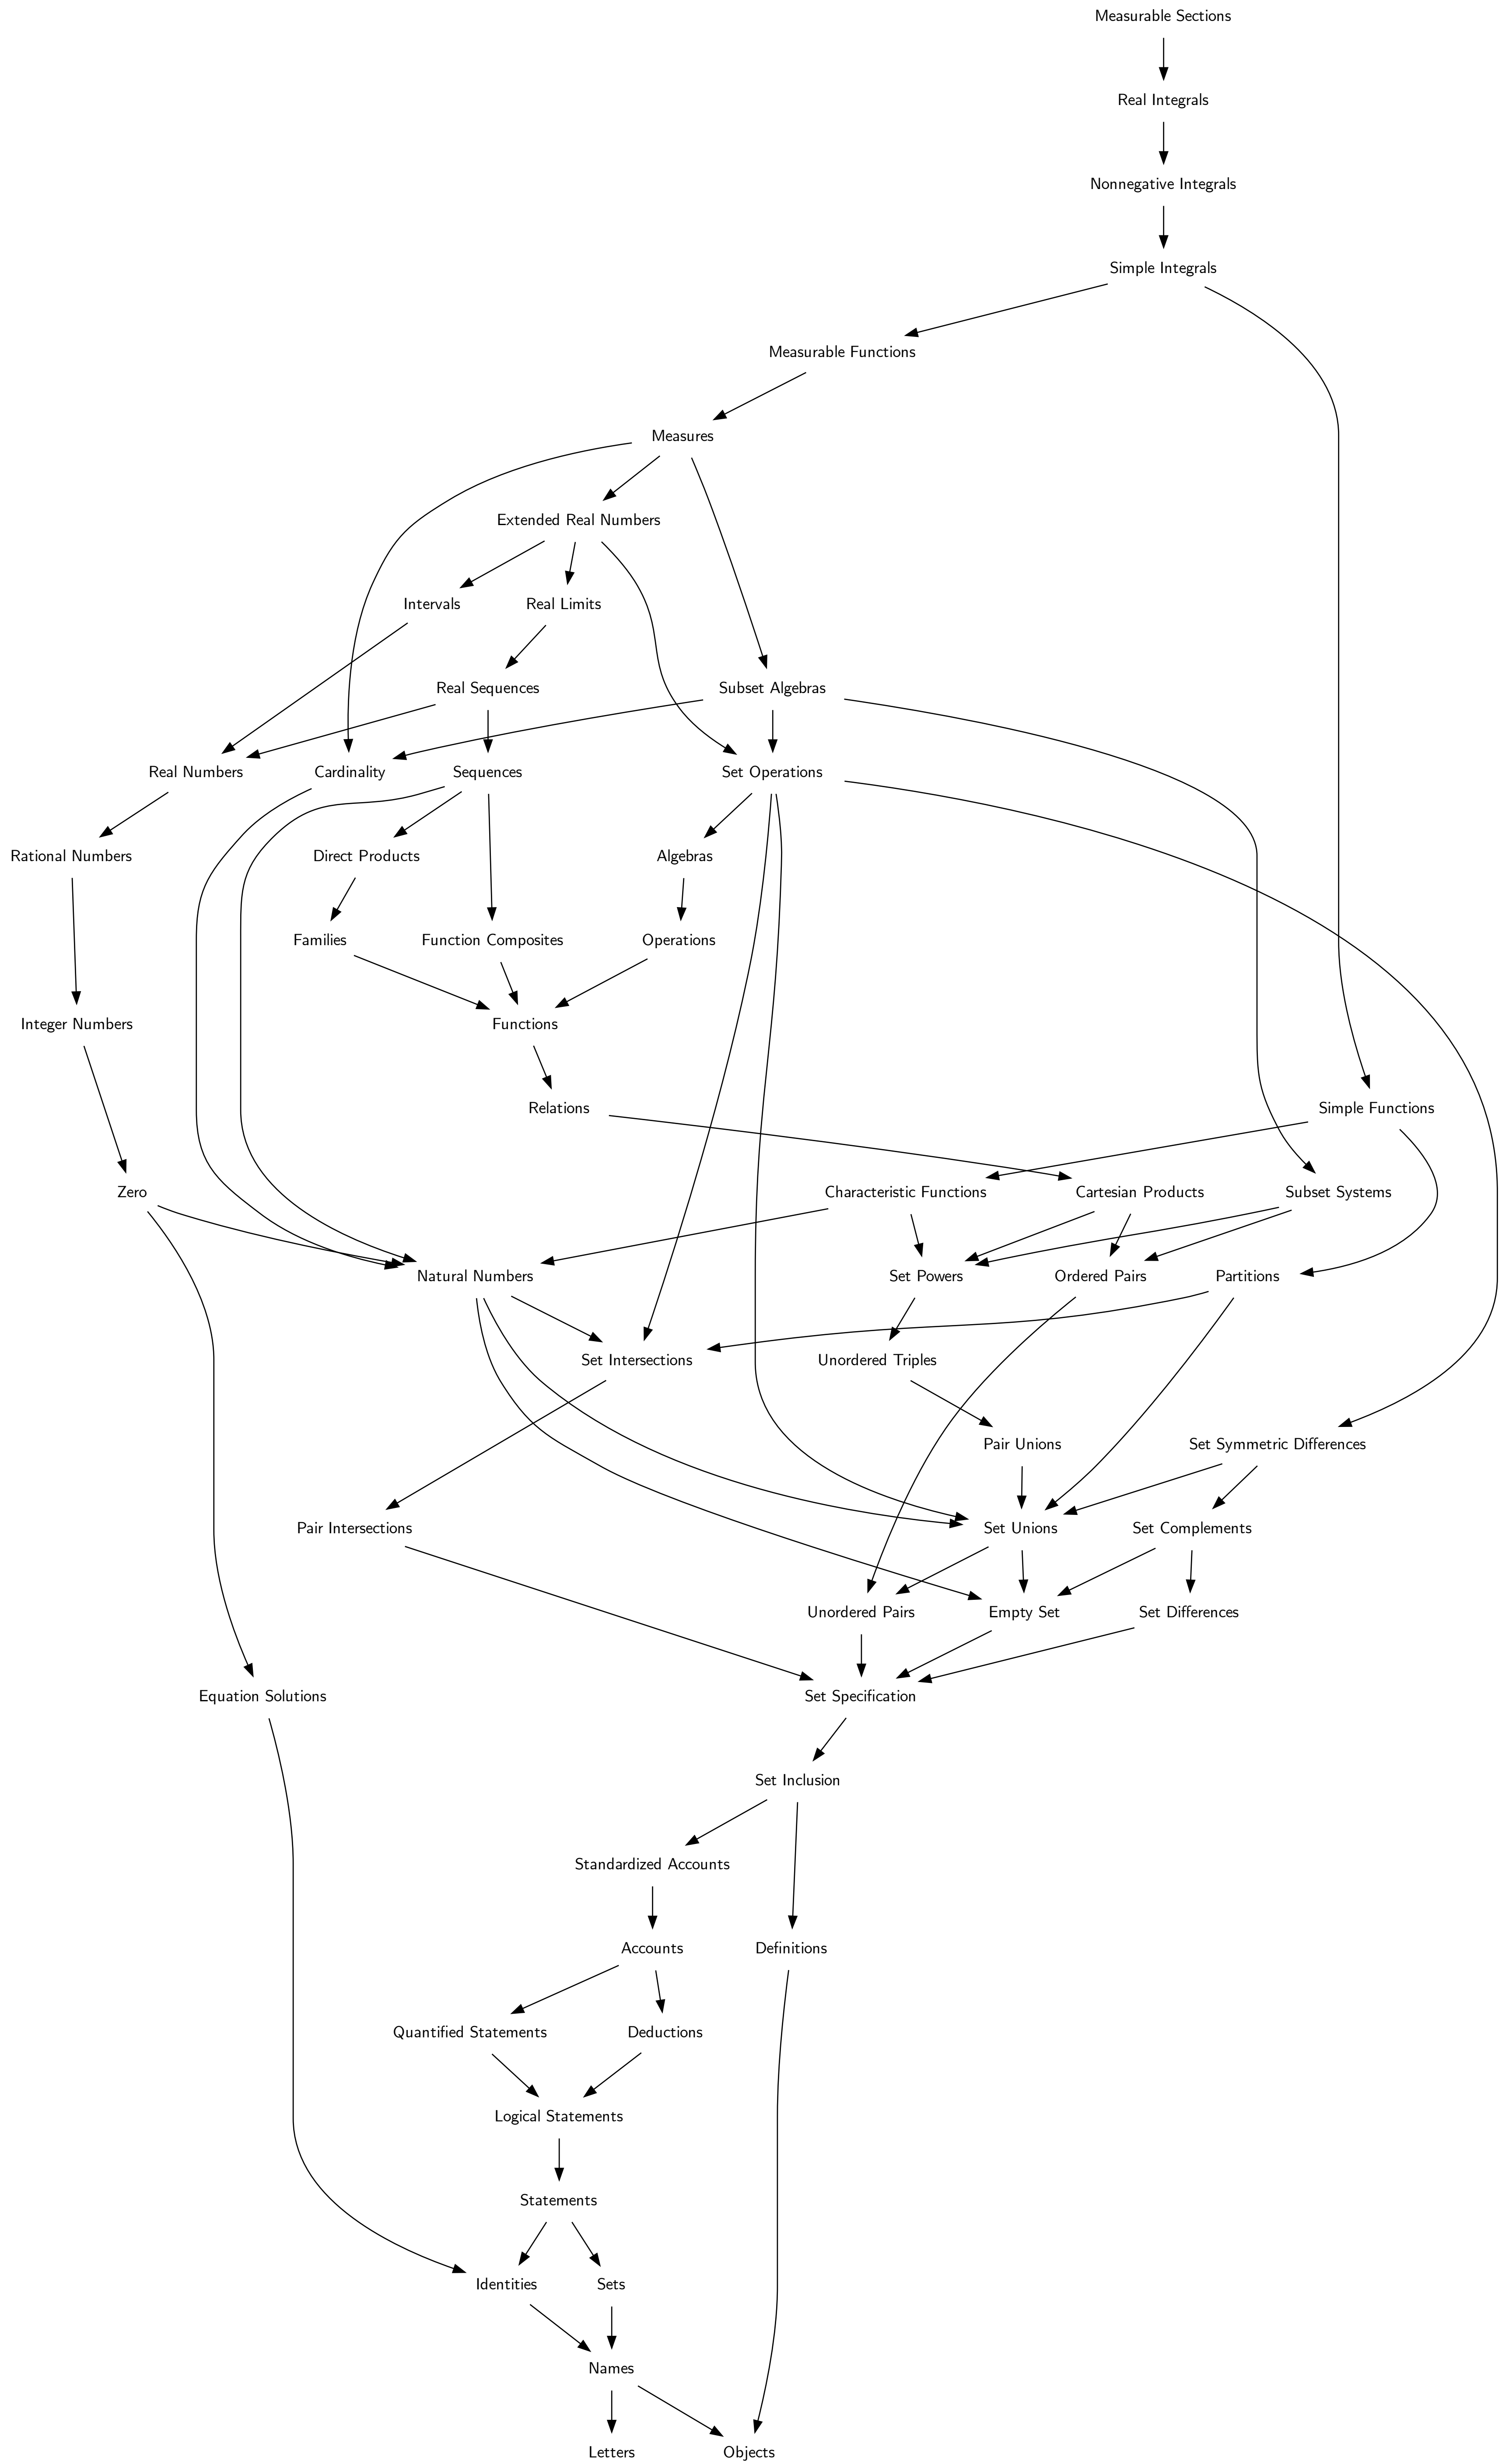 Measurable Sections
Real Integrals
Nonnegative Integrals
Simple Integrals
Measurable Functions
Measures
Extended Real Numbers
Intervals
Real Limits
Real Sequences
Subset Algebras
Real Numbers
Cardinality
Sequences
Set Operations
Rational Numbers
Direct Products
Algebras
Families
Function Composites
Operations
Integer Numbers
Functions
Relations
Simple Functions
Zero
Characteristic Functions
Cartesian Products
Subset Systems
Natural Numbers
Set Powers
Ordered Pairs
Partitions
Set Intersections
Unordered Triples
Pair Unions
Set Symmetric Differences
Pair Intersections
Set Unions
Set Complements
Unordered Pairs
Empty Set
Set Differences
Equation Solutions
Set Specification
Set Inclusion
Standardized Accounts
Accounts
Definitions
Quantified Statements
Deductions
Logical Statements
Statements
Identities
Sets
Names
Letters
Objects